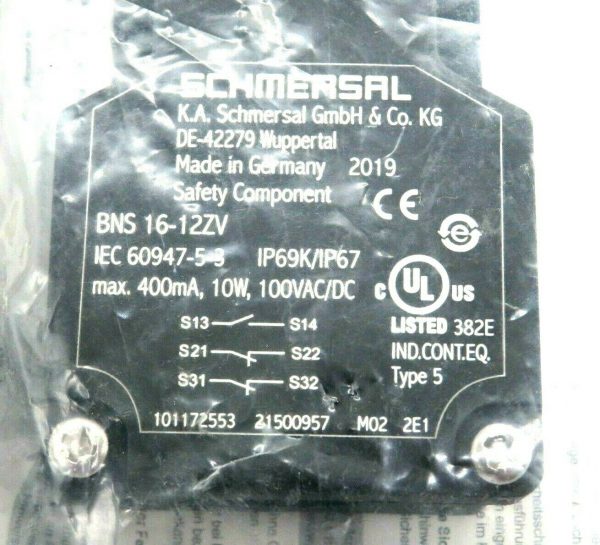 SCHMERSAL
K.A. Schmersal GmbH & Co. KG
DE-42279 Wuppertal
Made in Germany 2019
Safety Component
CE
BNS 16-12ZV
e
IEC 60947-5-3 IP69K/IP67
max. 400mA, 10W, 100VAC/DC
C UL US
LISTED 382E
S13 S14
IND.CONT.EQ.
S21 S22
Type 5
S31 S32
101172553 21500957 M02 2E1